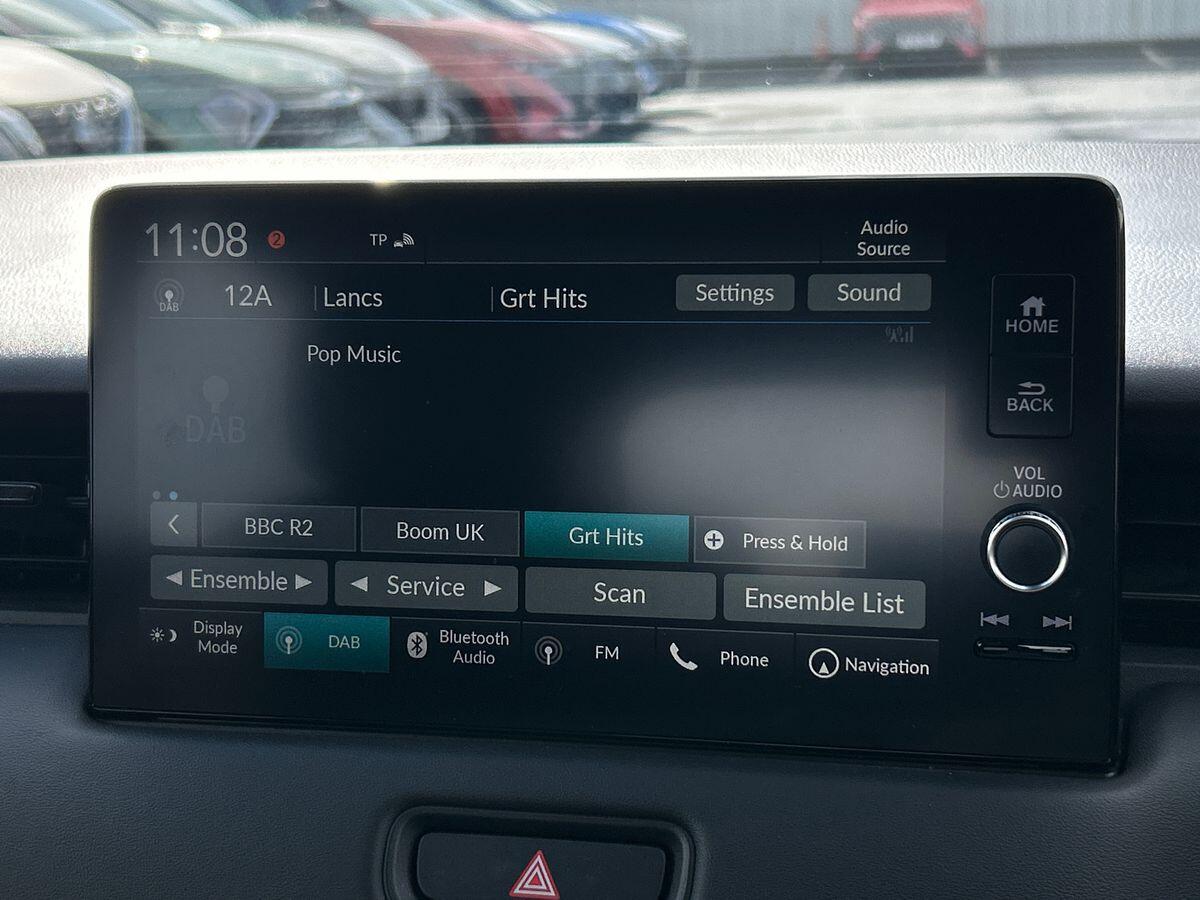 11:08
2
TP
Audio
Source
DAB
12A
Lancs
Grt Hits
Settings
Sound
HOME
Pop Music
BACK
DAB
VOL
AUDIO
BBC R2
Boom UK
Grt Hits
Press & Hold
Ensemble
Service
Scan
Ensemble List
Display
Mode
DAB
Bluetooth
Audio
FM
Phone
Navigation